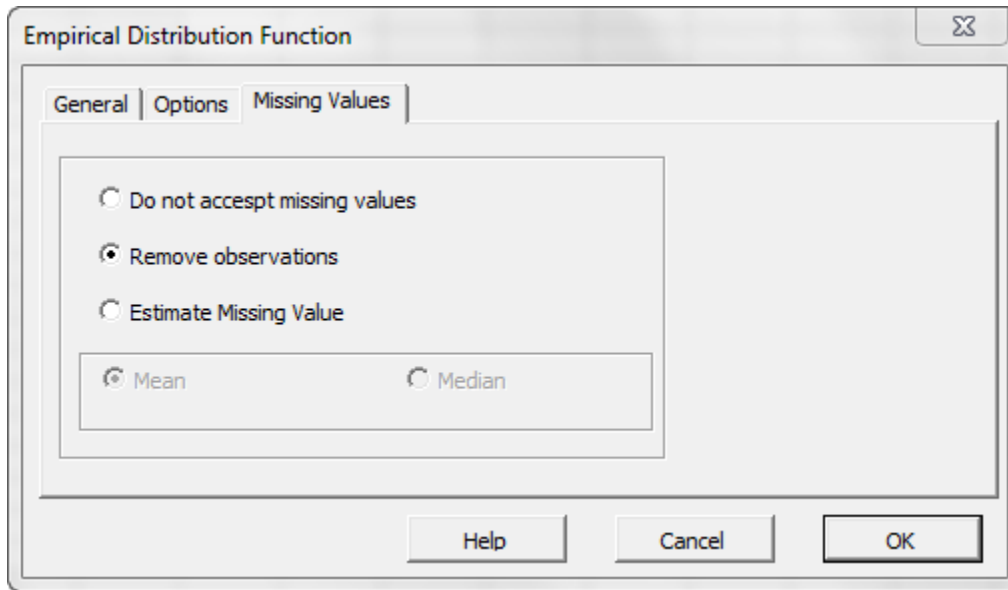 Empirical Distribution Function
General Options Missing Values
Do not accespt missing values
Remove observations
Estimate Missing Value
Mean Median
Help Cancel OK